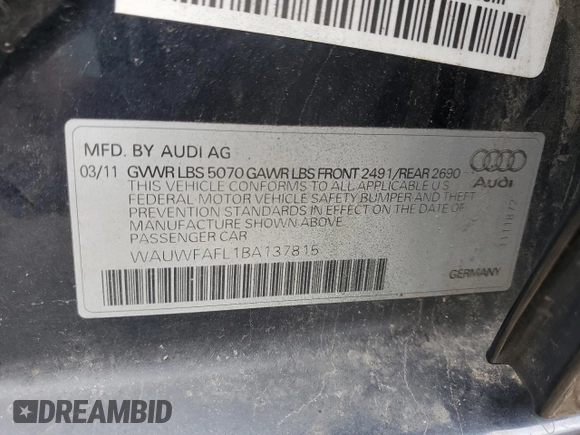 MFD. BY AUDI AG
03/11 GVWR LBS 5070 GAWR LBS FRONT 2491/REAR 2690
THIS VEHICLE CONFORMS TO ALL APPLICABLE U.S.
FEDERAL MOTOR VEHICLE SAFETY, BUMPER AND THEFT
PREVENTION STANDARDS IN EFFECT ON THE DATE OF
MANUFACTURE SHOWN ABOVE.
PASSENGER CAR
WAUWFAFL1BA137815
Audi
1111872
GERMANY
DREAMBID